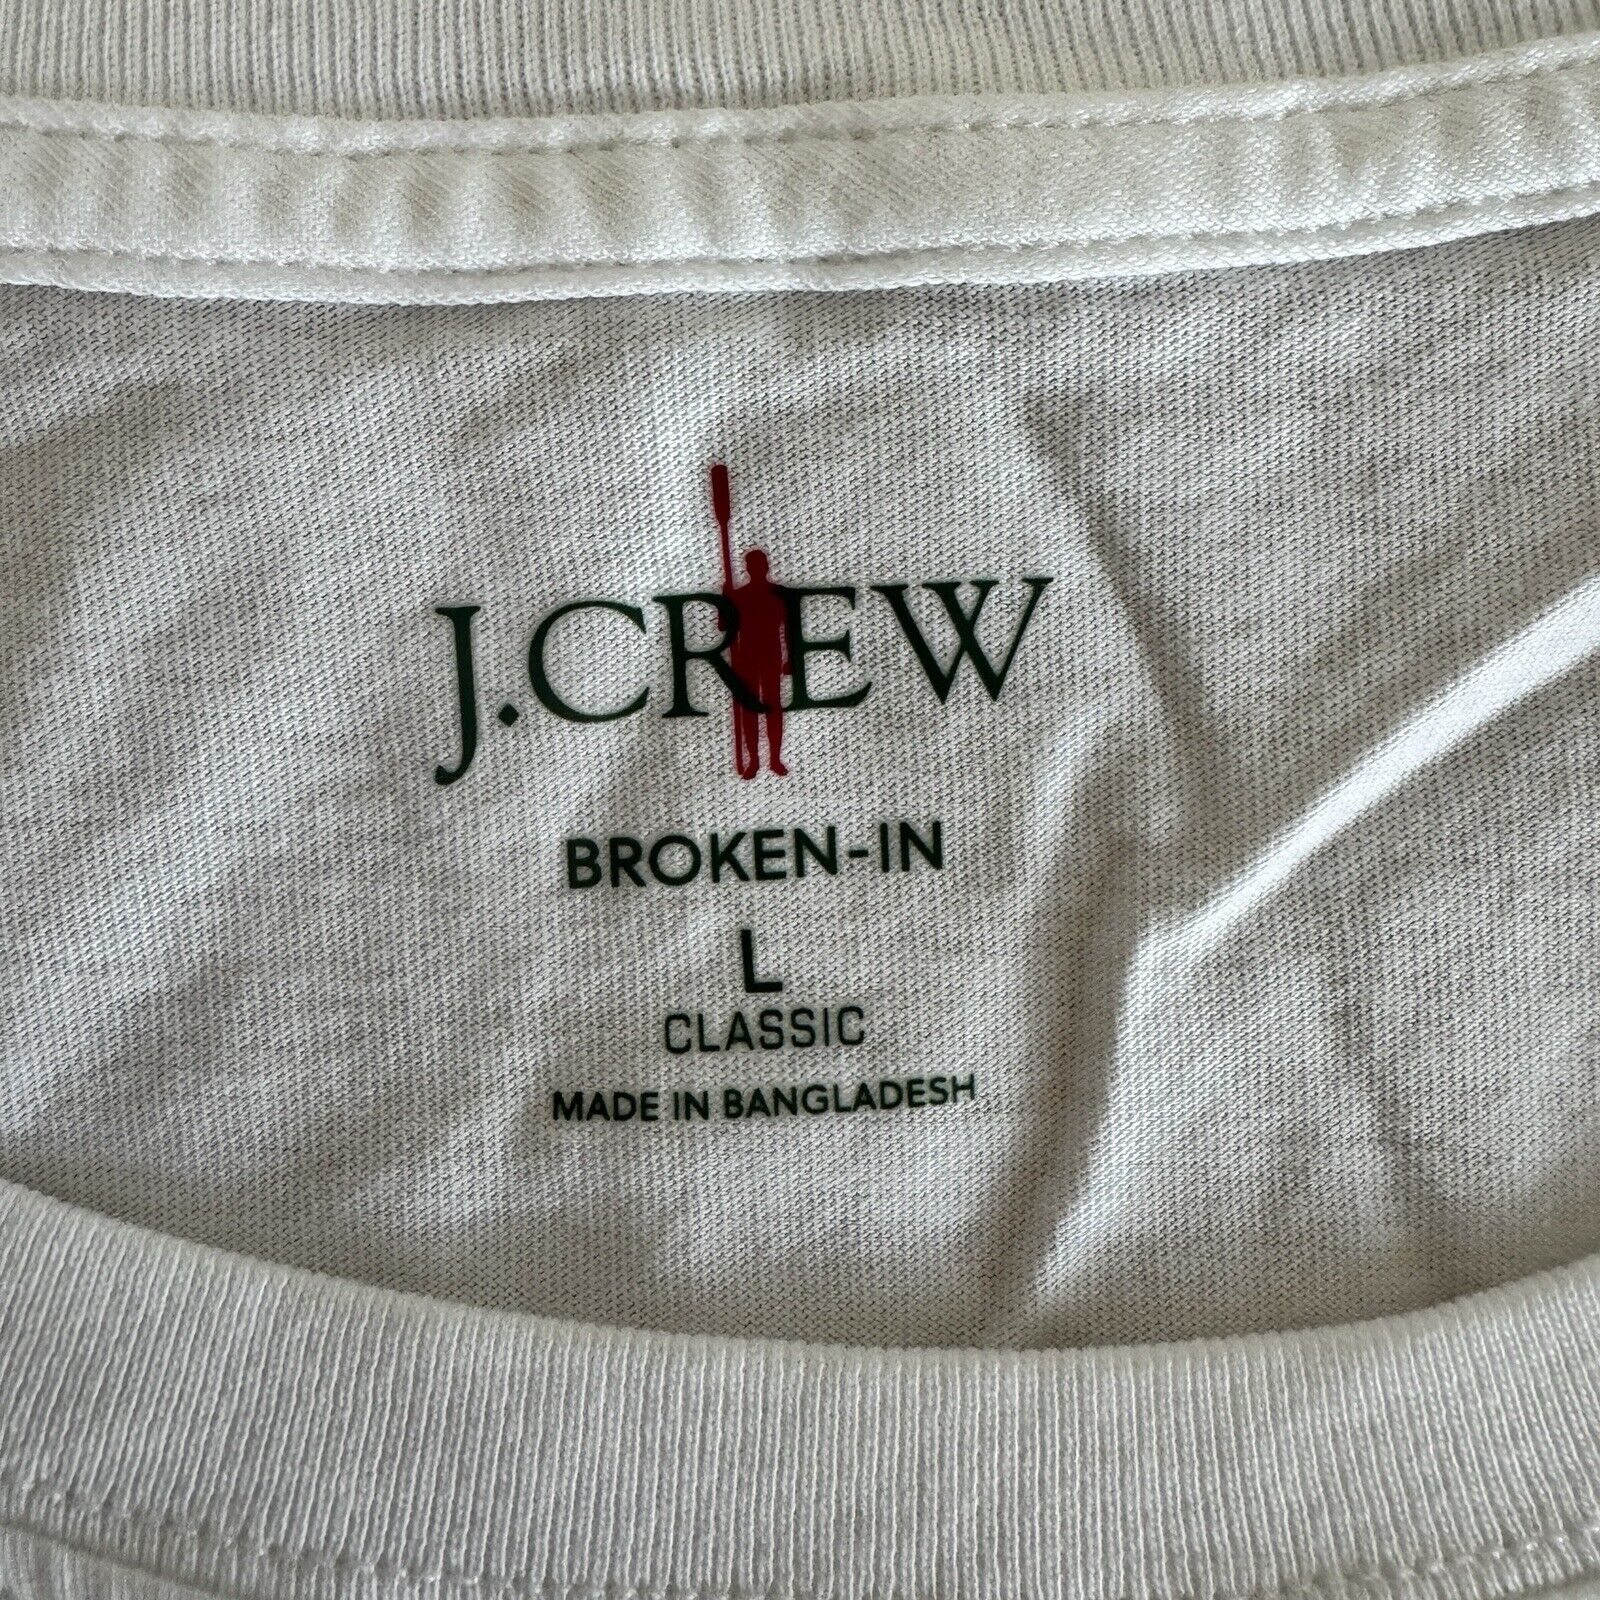 J.CREW
BROKEN-IN
L
CLASSIC
MADE IN BANGLADESH